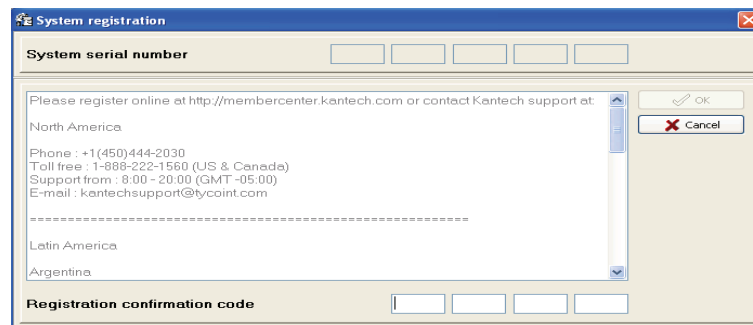 System registration
System serial number
Please register online at http://membercenter.kantech.com or contact Kantech support at:
OK
North America
Cancel
Phone : +1(450)444-2030
Toll free : 1-888-222-1560 (US & Canada)
Support from : 8:00 - 20:00 (GMT -05:00)
E-mail : kantechsupport@tycoint.com
==========================================================
Latin America
Argentina
Registration confirmation code